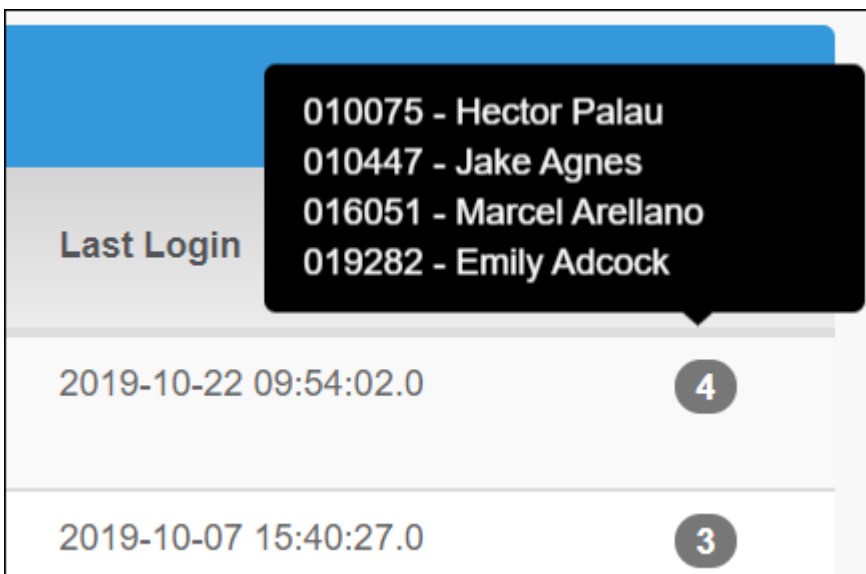 010075 - Hector Palau
010447 - Jake Agnes
016051 - Marcel Arellano
019282 - Emily Adcock
Last Login
2019-10-22 09:54:02.0 4
2019-10-07 15:40:27.0 3